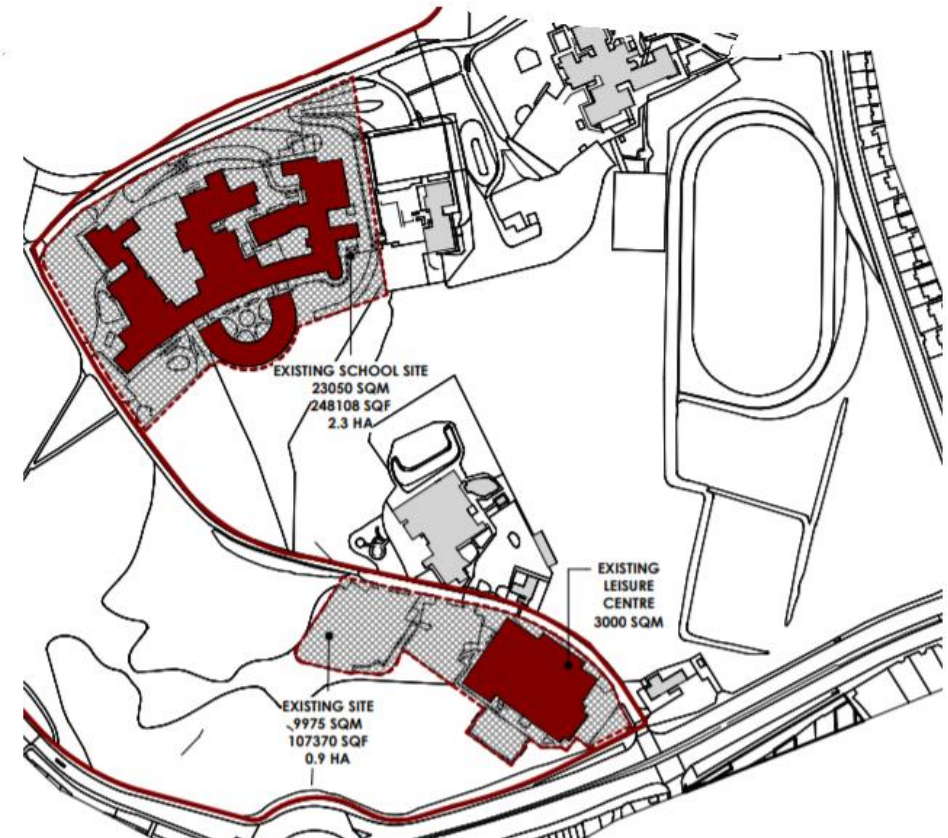 EXISTING SCHOOL SITE
23050 SQM
248108 SQF
2.3 HA
EXISTING
LEISURE
CENTRE
3000 SQM
EXISTING SITE
9975 SQM
107370 SQF
0.9 HA